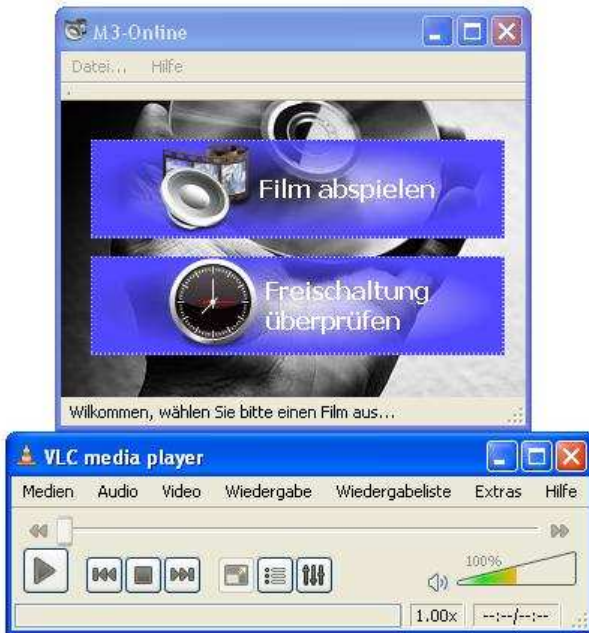 M3-Online
Datei... Hilfe
Film abspielen
Freischaltung
überprüfen
Wilkommen, wählen Sie bitte einen Film aus...
VLC media player
Medien Audio Video Wiedergabe Wiedergabeliste Extras Hilfe
100%
1.00x --:--/--:--